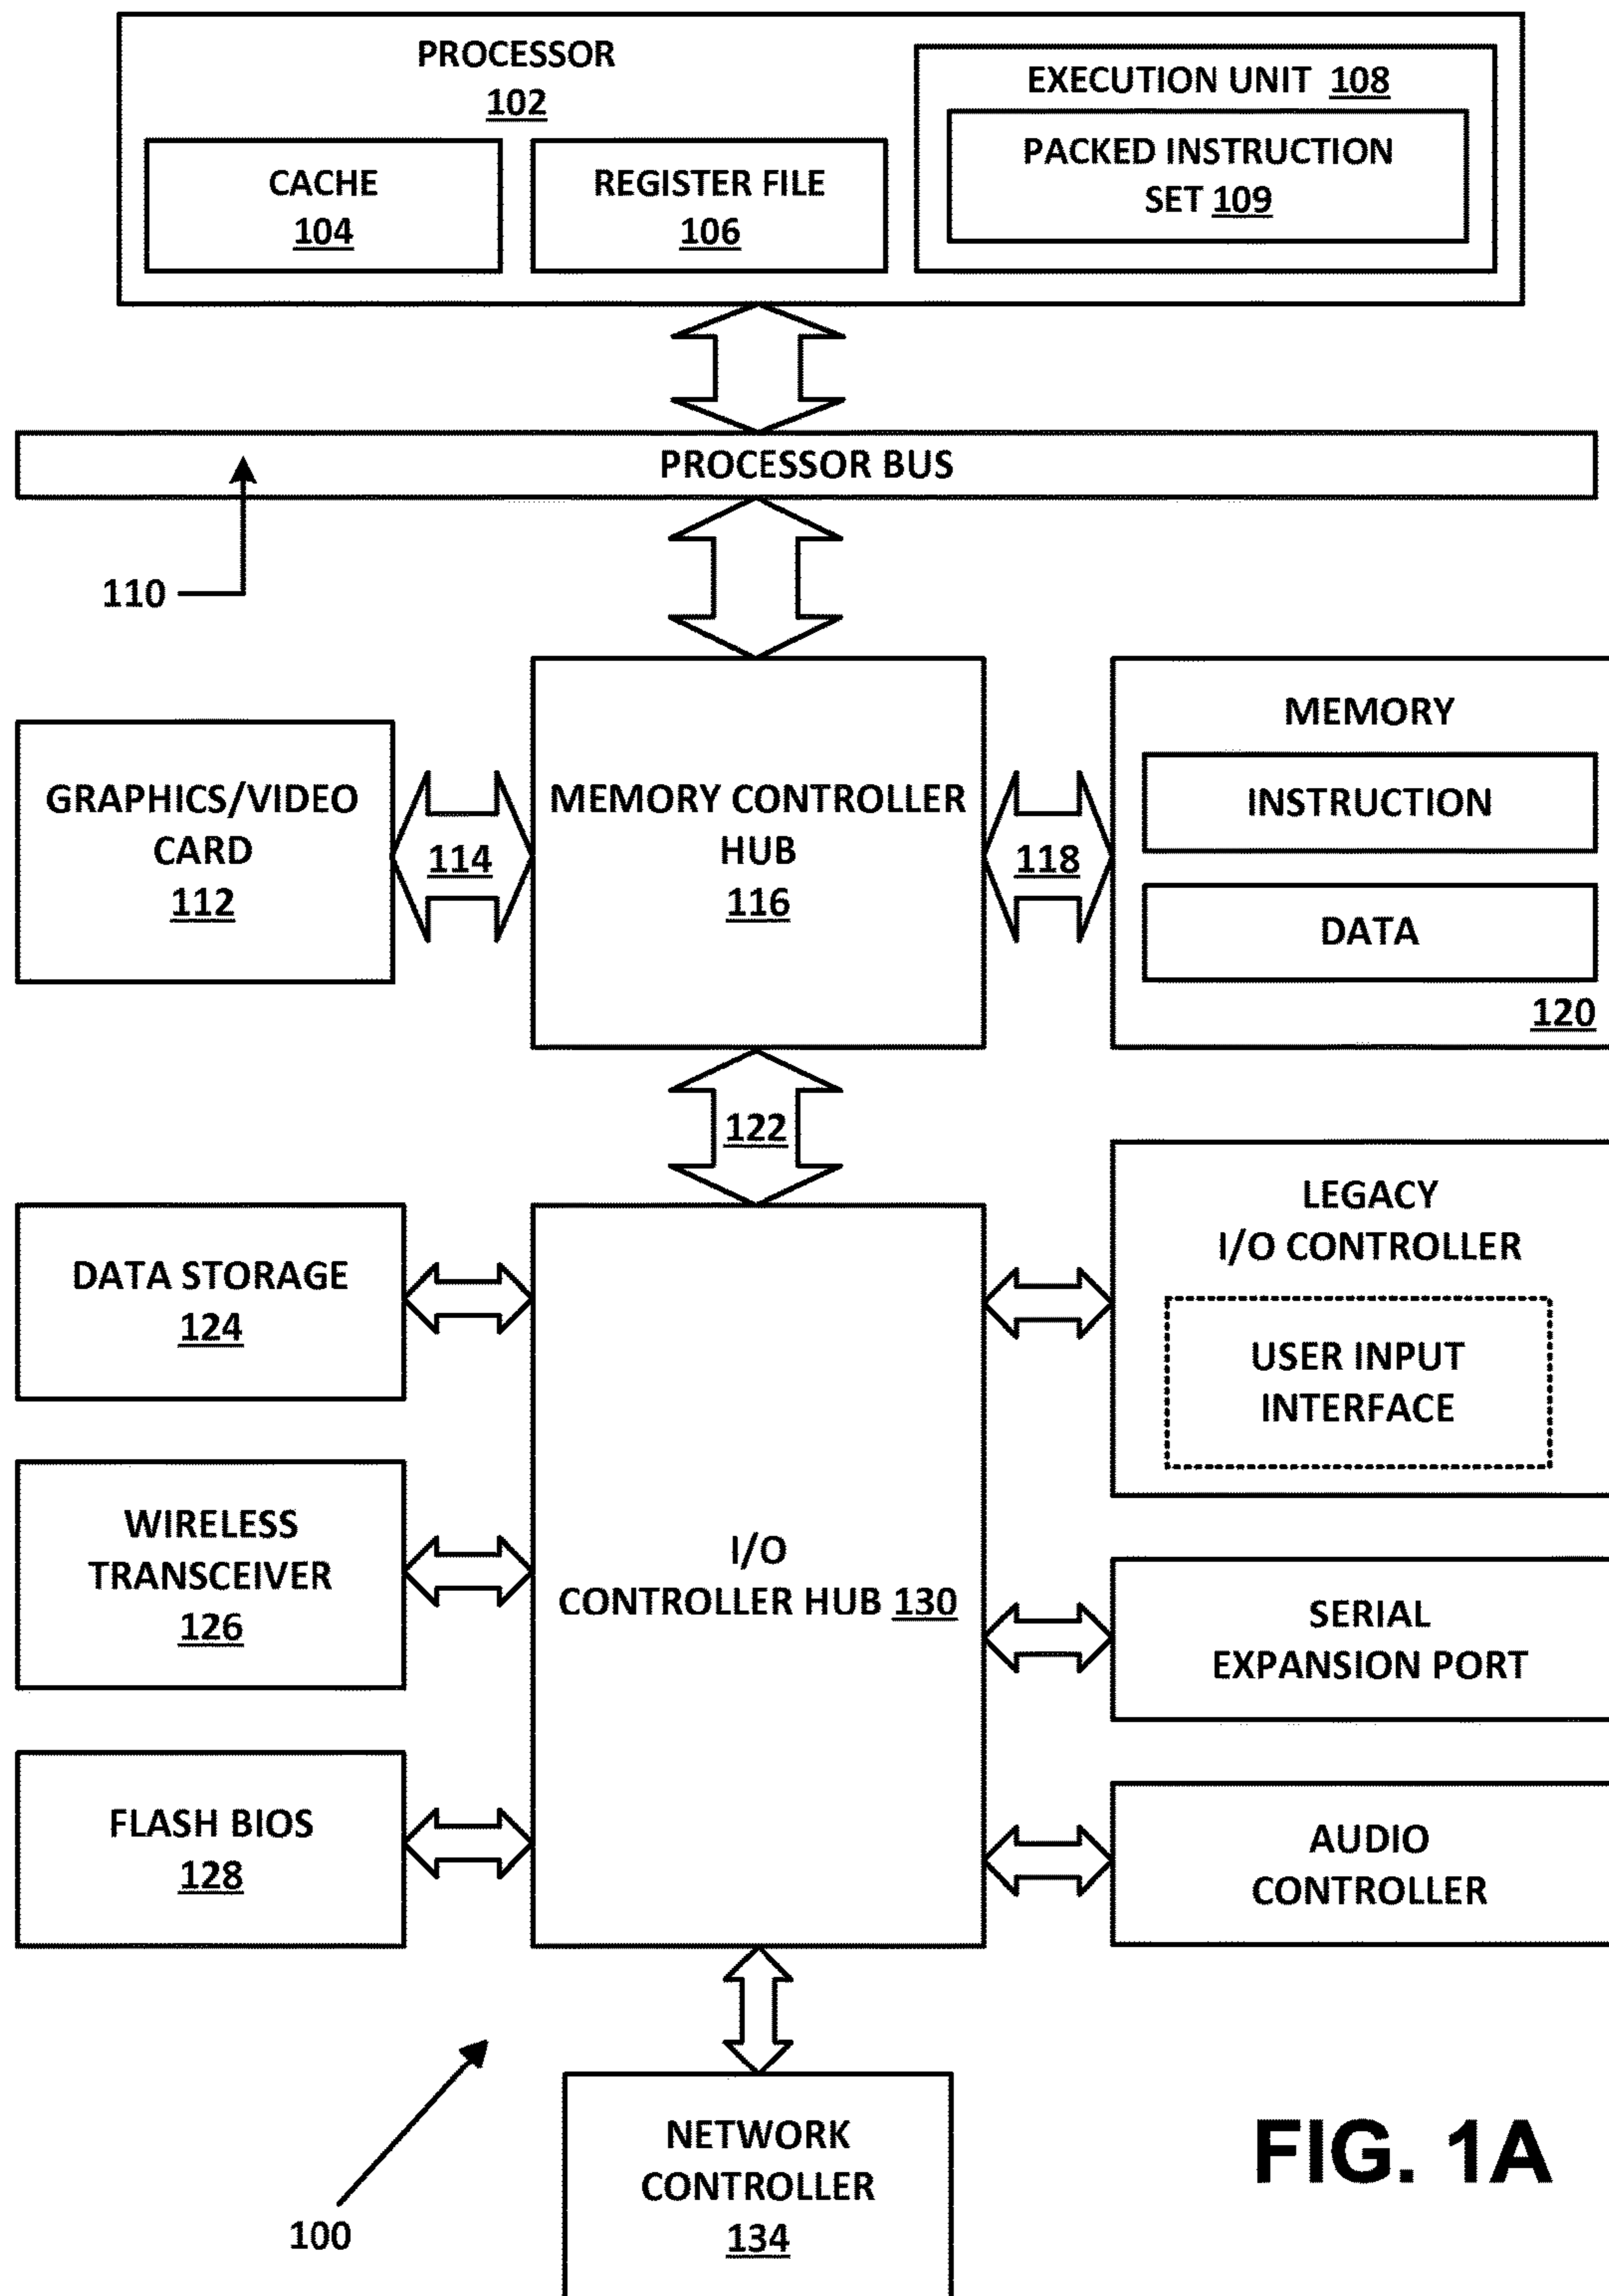 PROCESSOR
102
CACHE
104
REGISTER FILE
106
EXECUTION UNIT 108
PACKED INSTRUCTION
SET 109
PROCESSOR BUS
110
GRAPHICS/VIDEO
CARD
112
114
MEMORY CONTROLLER
HUB
116
118
MEMORY
INSTRUCTION
DATA
120
122
DATA STORAGE
124
WIRELESS
TRANSCEIVER
126
FLASH BIOS
128
I/O
CONTROLLER HUB 130
LEGACY
I/O CONTROLLER
USER INPUT
INTERFACE
SERIAL
EXPANSION PORT
AUDIO
CONTROLLER
NETWORK
CONTROLLER
134
100
FIG. 1A